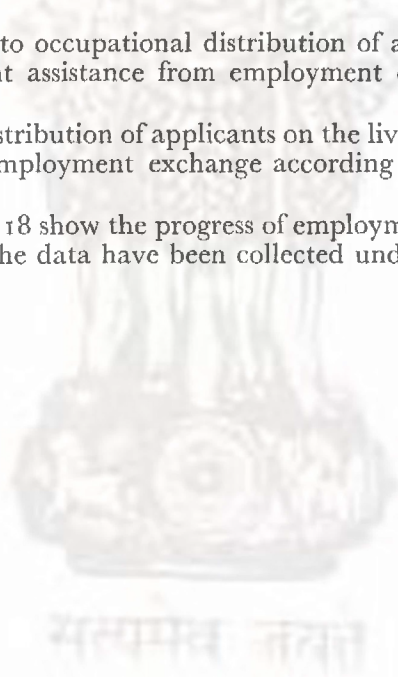 to occupational distribution of a
t assistance from employment
stribution of applicants on the liv
mployment exchange according
18 show the progress of employm
he data have been collected und
सत्यमेव जयते